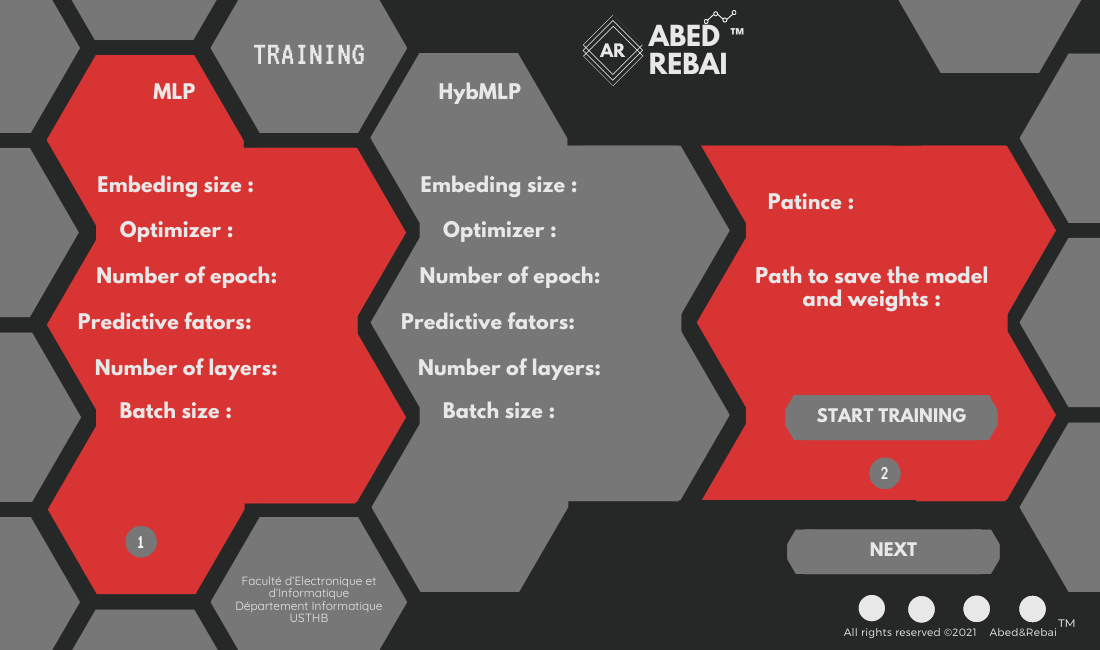 TRAINING
AR
ABED ™
REBAI
MLP
Embeding size :
Optimizer :
Number of epoch:
Predictive fators:
Number of layers:
Batch size :
1
HybMLP
Embeding size :
Optimizer :
Number of epoch:
Predictive fators:
Number of layers:
Batch size :
Patince :
Path to save the model
and weights :
START TRAINING
2
NEXT
Faculté d'Electronique et
d'Informatique
Département Informatique
USTHB
All rights reserved ©2021 Abed&Rebai TM